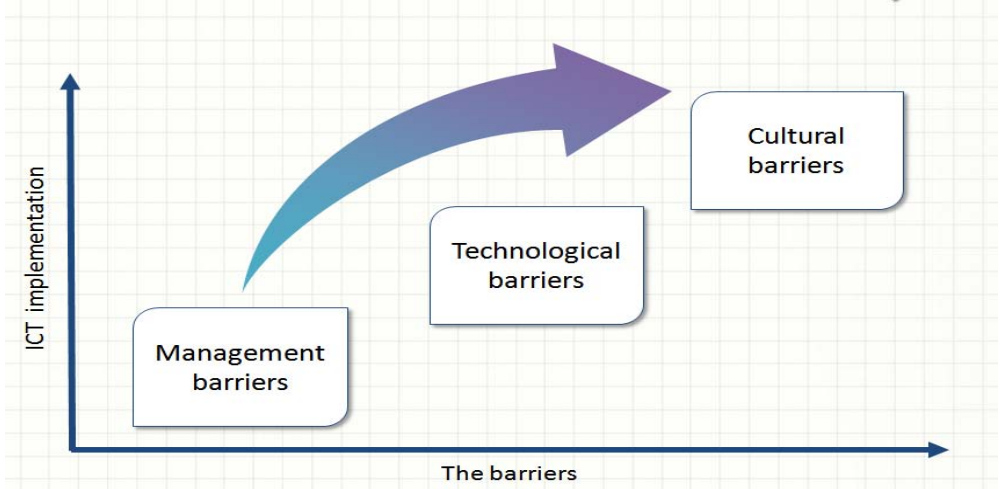 Cultural
barriers
Technological
barriers
Management
barriers
ICT implementation
The barriers